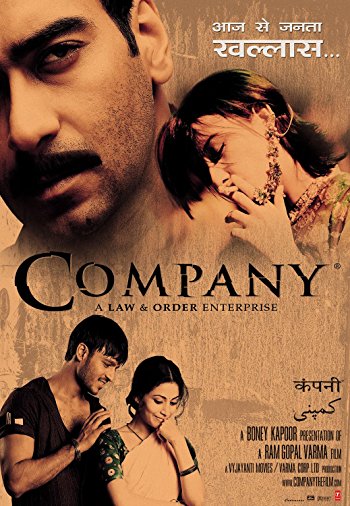 आज से जनता
खल्लास...
COMPANY®
A LAW & ORDER ENTERPRISE
कंपनी
کمپنی
A BONEY KAPOOR PRESENTATION OF
A RAM GOPAL VARMA FILM
A VYJAYANTI MOVIES / VARMA CORP. LTD. PRODUCTION
WWW.COMPANYTHEFILM.COM